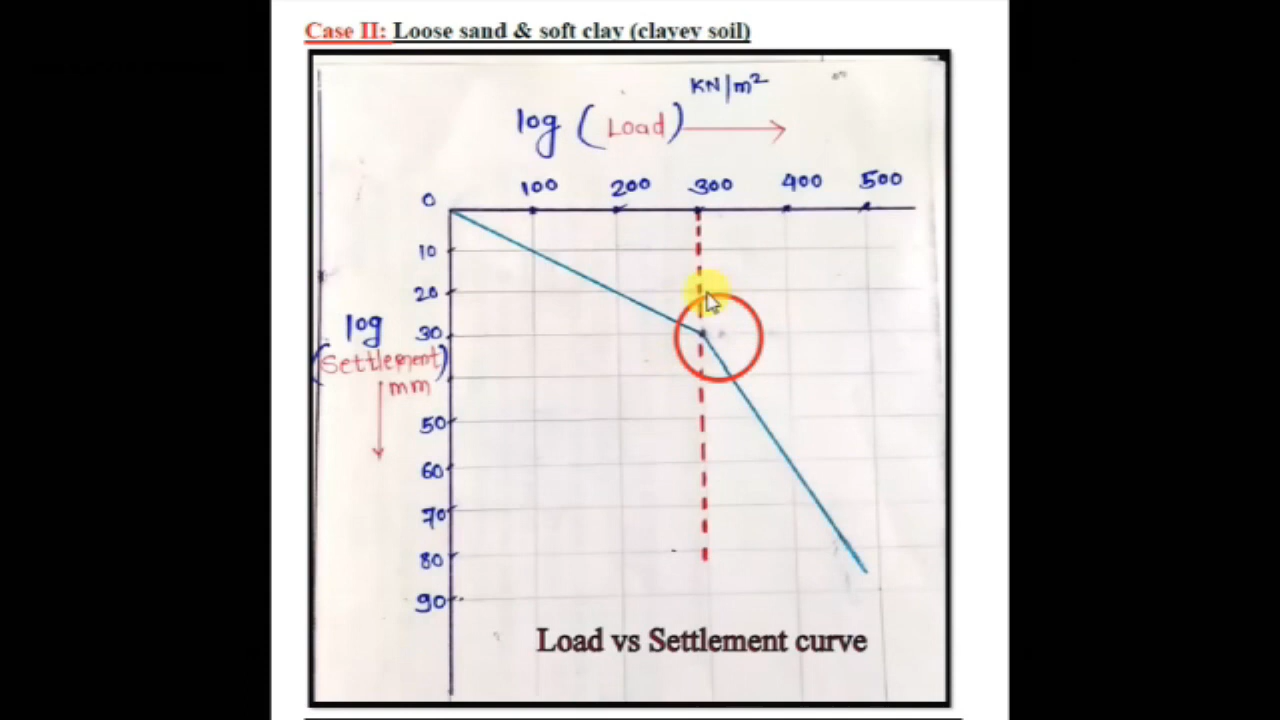 Case II: Loose sand & soft clay (clayey soil)
KN/m²
log (Load)
0 100 200 300 400 500
10
20
30
log
(Settlement)
mm
50
60
70
80
90
Load vs Settlement curve